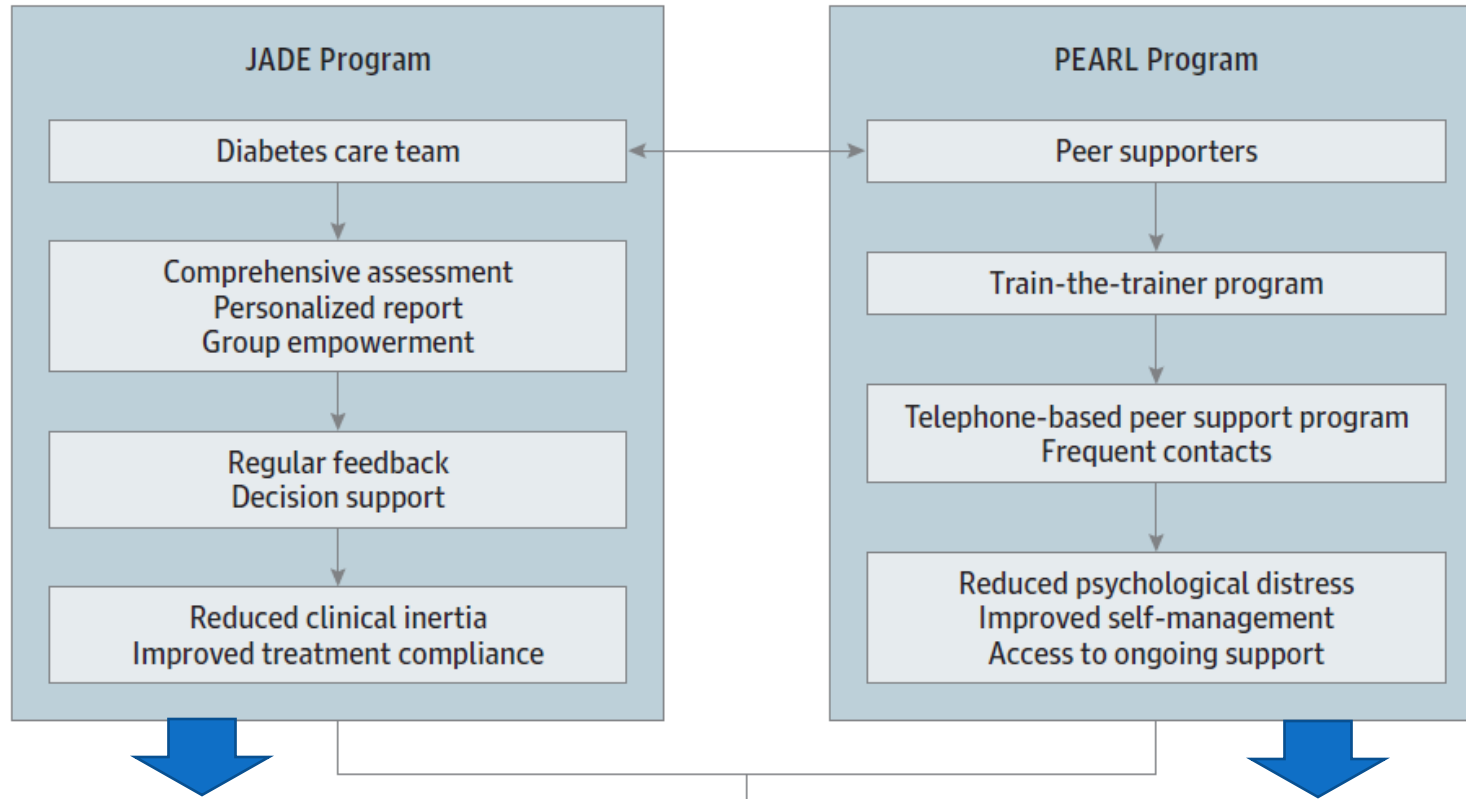 JADE Program
Diabetes care team
Comprehensive assessment
Personalized report
Group empowerment
Regular feedback
Decision support
Reduced clinical inertia
Improved treatment compliance
PEARL Program
Peer supporters
Train-the-trainer program
Telephone-based peer support program
Frequent contacts
Reduced psychological distress
Improved self-management
Access to ongoing support